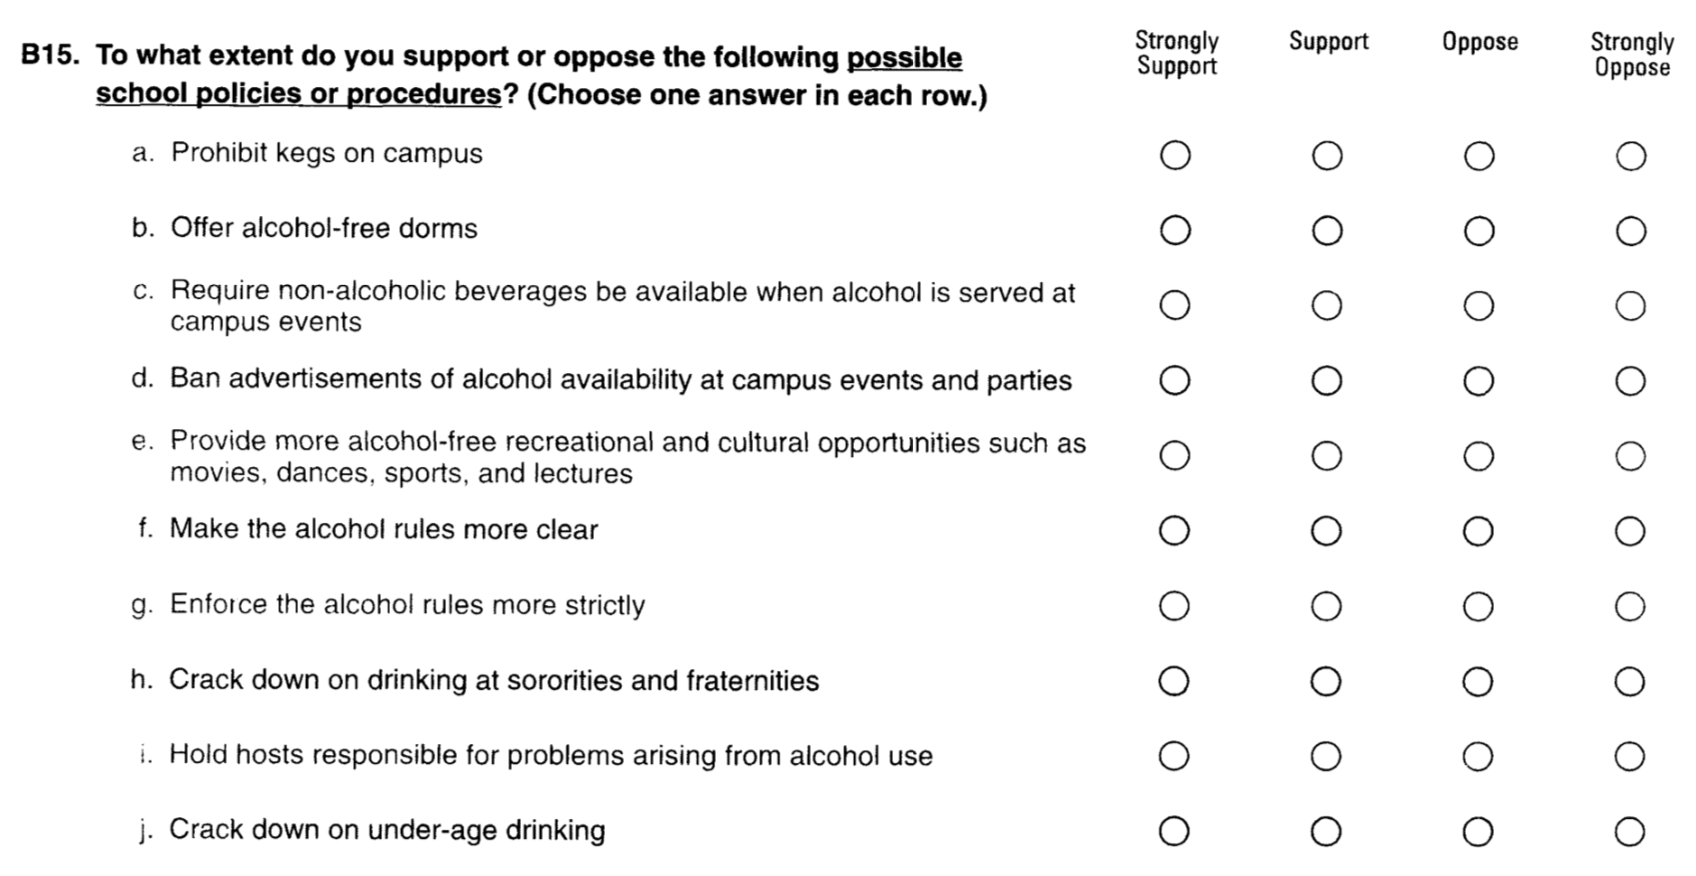 B15. To what extent do you support or oppose the following possible
school policies or procedures? (Choose one answer in each row.)
Strongly Support Support Oppose Strongly Oppose
a. Prohibit kegs on campus
b. Offer alcohol-free dorms
c. Require non-alcoholic beverages be available when alcohol is served at
campus events
d. Ban advertisements of alcohol availability at campus events and parties
e. Provide more alcohol-free recreational and cultural opportunities such as
movies, dances, sports, and lectures
f. Make the alcohol rules more clear
g. Enforce the alcohol rules more strictly
h. Crack down on drinking at sororities and fraternities
i. Hold hosts responsible for problems arising from alcohol use
j. Crack down on under-age drinking